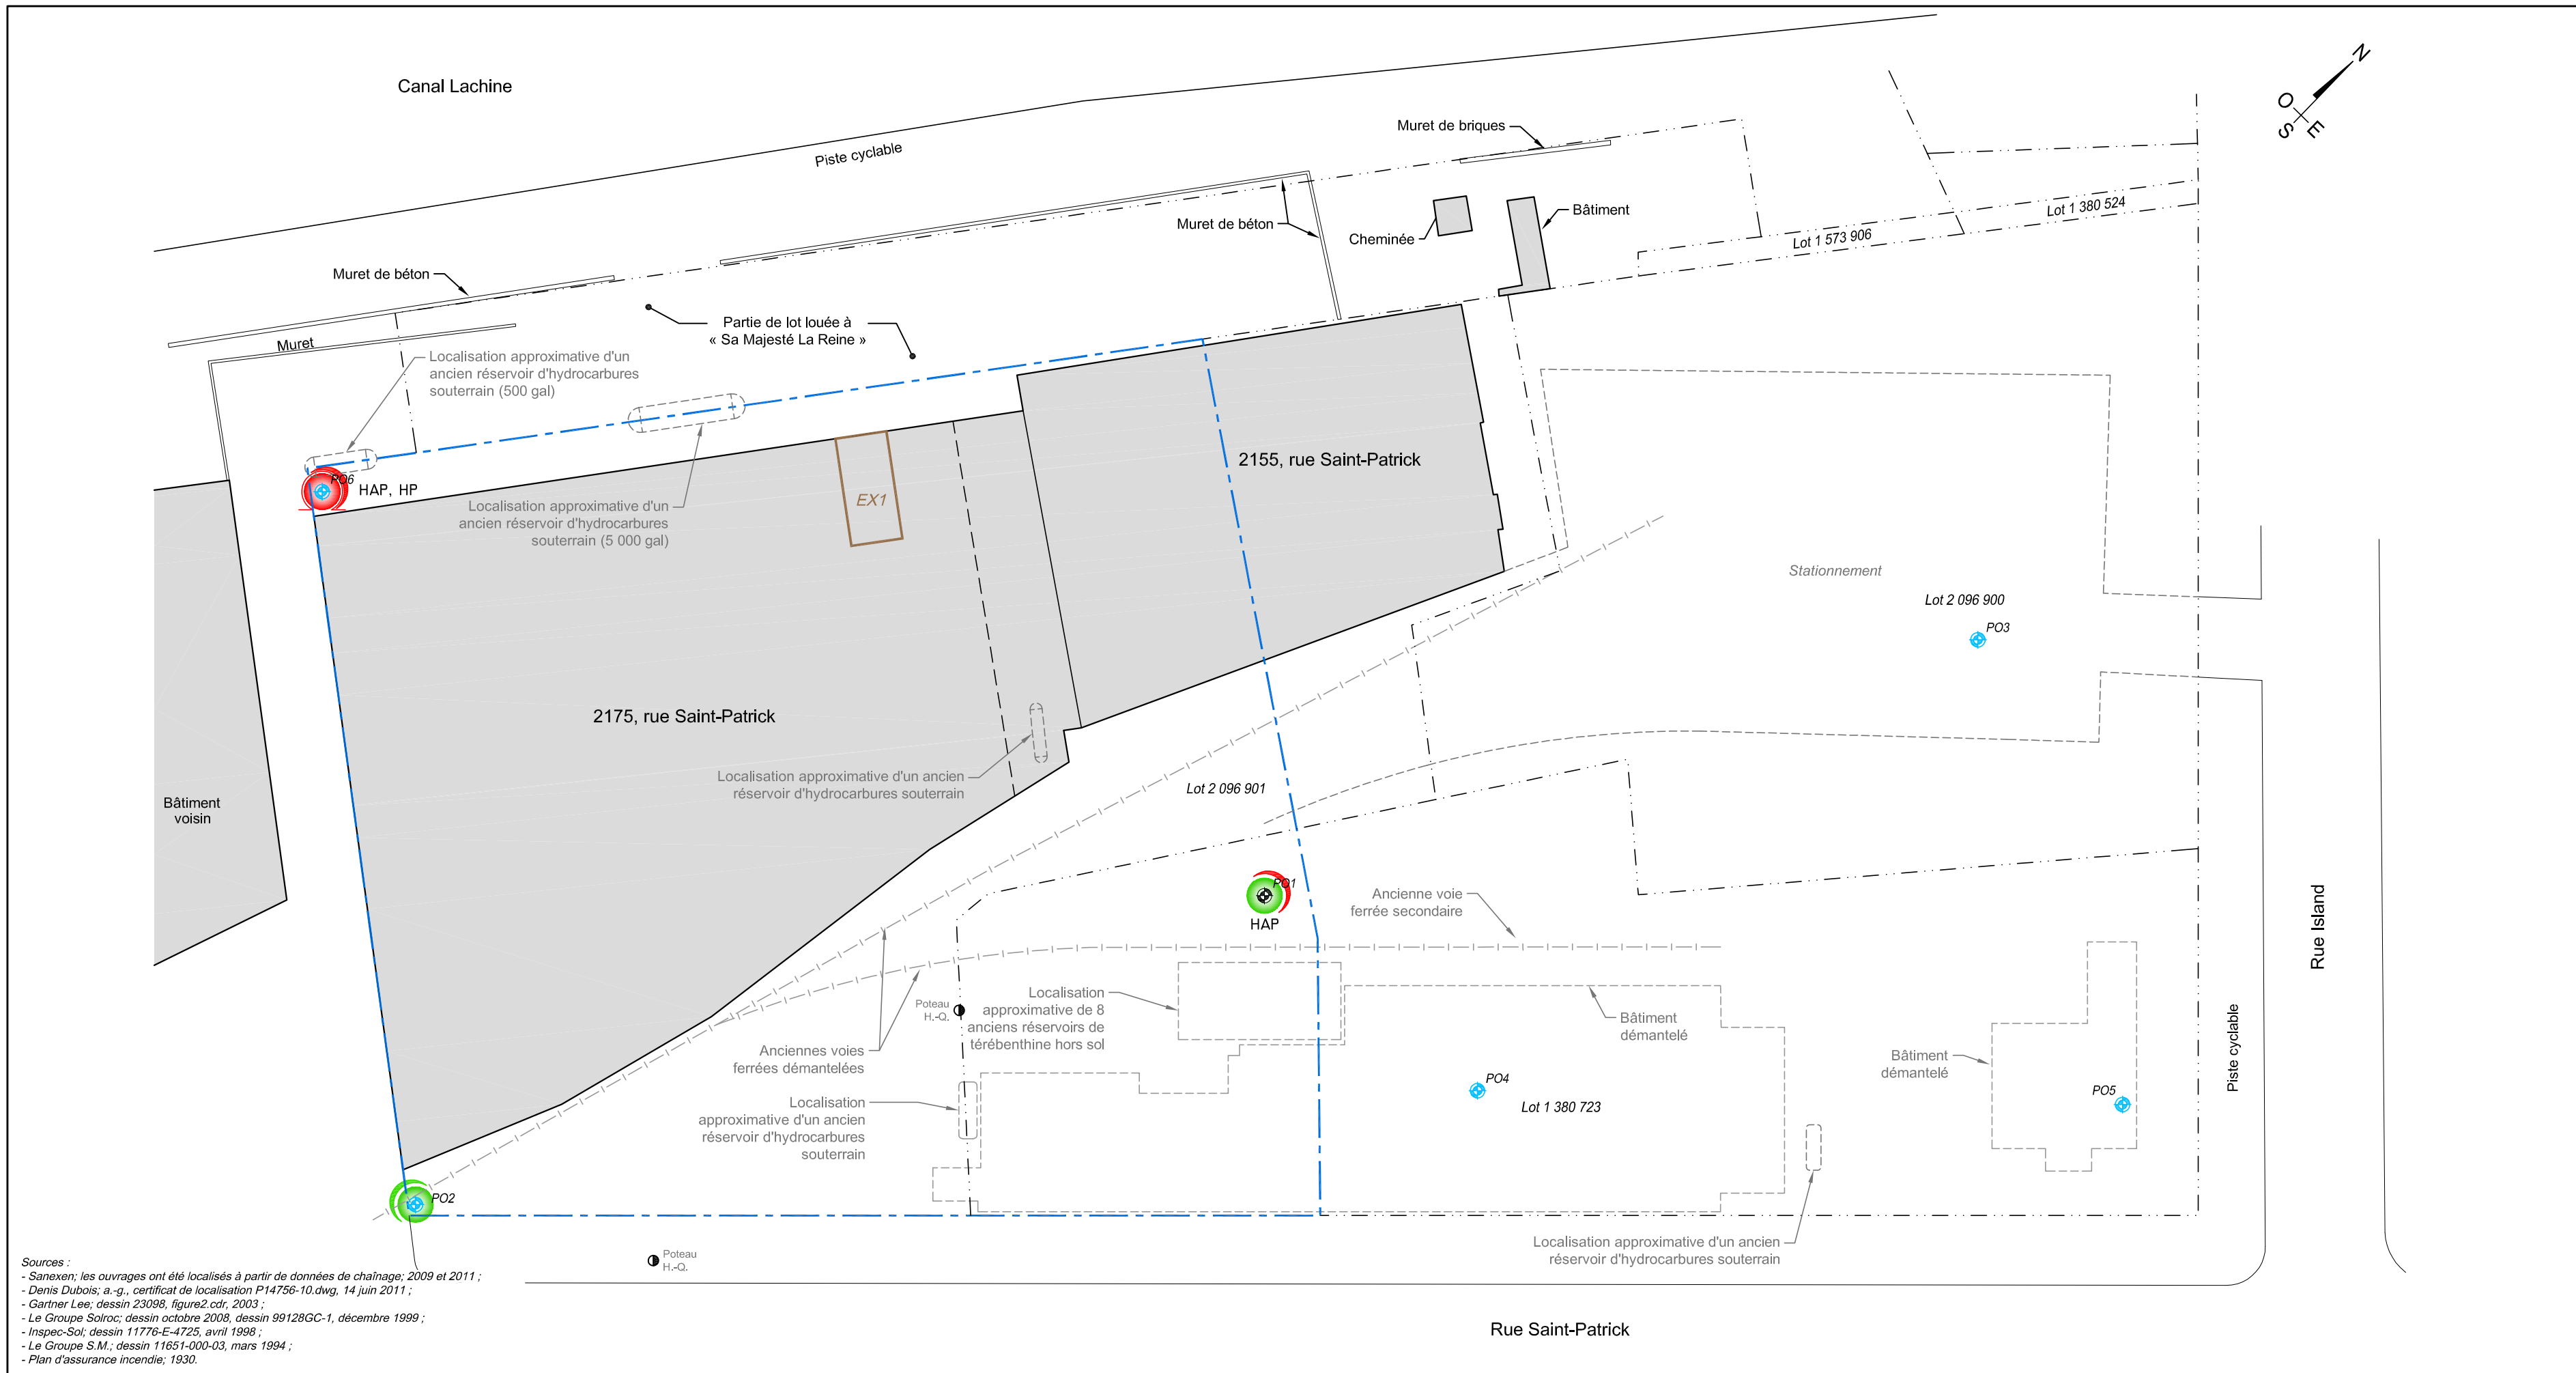 Canal Lachine
N
O
S
E
Piste cyclable
Muret de briques
Muret de béton
Cheminée
Bâtiment
Lot 1 380 524
Lot 1 573 906
Muret de béton
Partie de lot louée à
« Sa Majesté La Reine »
Muret
Localisation approximative d'un
ancien réservoir d'hydrocarbures
souterrain (500 gal)
PO6
HAP, HP
Localisation approximative d'un
ancien réservoir d'hydrocarbures
souterrain (5 000 gal)
EX1
2155, rue Saint-Patrick
Stationnement
Lot 2 096 900
PO3
2175, rue Saint-Patrick
Localisation approximative d'un ancien
réservoir d'hydrocarbures souterrain
Lot 2 096 901
Bâtiment
voisin
PO1
HAP
Ancienne voie
ferrée secondaire
Rue Island
Piste cyclable
Poteau
H.-Q.
Localisation
approximative de 8
anciens réservoirs de
térébenthine hors sol
Anciennes voies
ferrées démantelées
Bâtiment
démantelé
Bâtiment
démantelé
PO4
Lot 1 380 723
PO5
Localisation
approximative d'un ancien
réservoir d'hydrocarbures
souterrain
PO2
Poteau
H.-Q.
Localisation approximative d'un ancien
réservoir d'hydrocarbures souterrain
Rue Saint-Patrick
Sources :
- Sanexen; les ouvrages ont été localisés à partir de données de chaînage; 2009 et 2011 ;
- Denis Dubois; a.-g., certificat de localisation P14756-10.dwg, 14 juin 2011 ;
- Gartner Lee; dessin 23098, figure2.cdr, 2003 ;
- Le Groupe Solroc; dessin octobre 2008, dessin 99128GC-1, décembre 1999 ;
- Inspec-Sol; dessin 11776-E-4725, avril 1998 ;
- Le Groupe S.M.; dessin 11651-000-03, mars 1994 ;
- Plan d'assurance incendie; 1930.